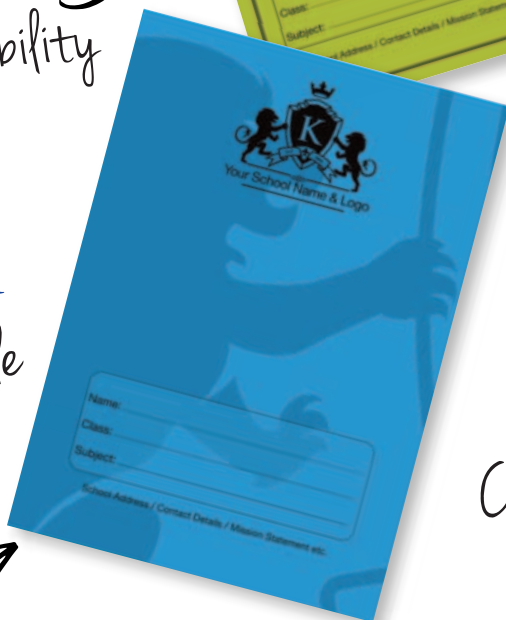 Class:
Subject:
Address / Contact Details / Mission
bility
K
Your School Name & Logo
Name:
Class:
Subject:
School Address / Contact Details / Mission Statement etc.